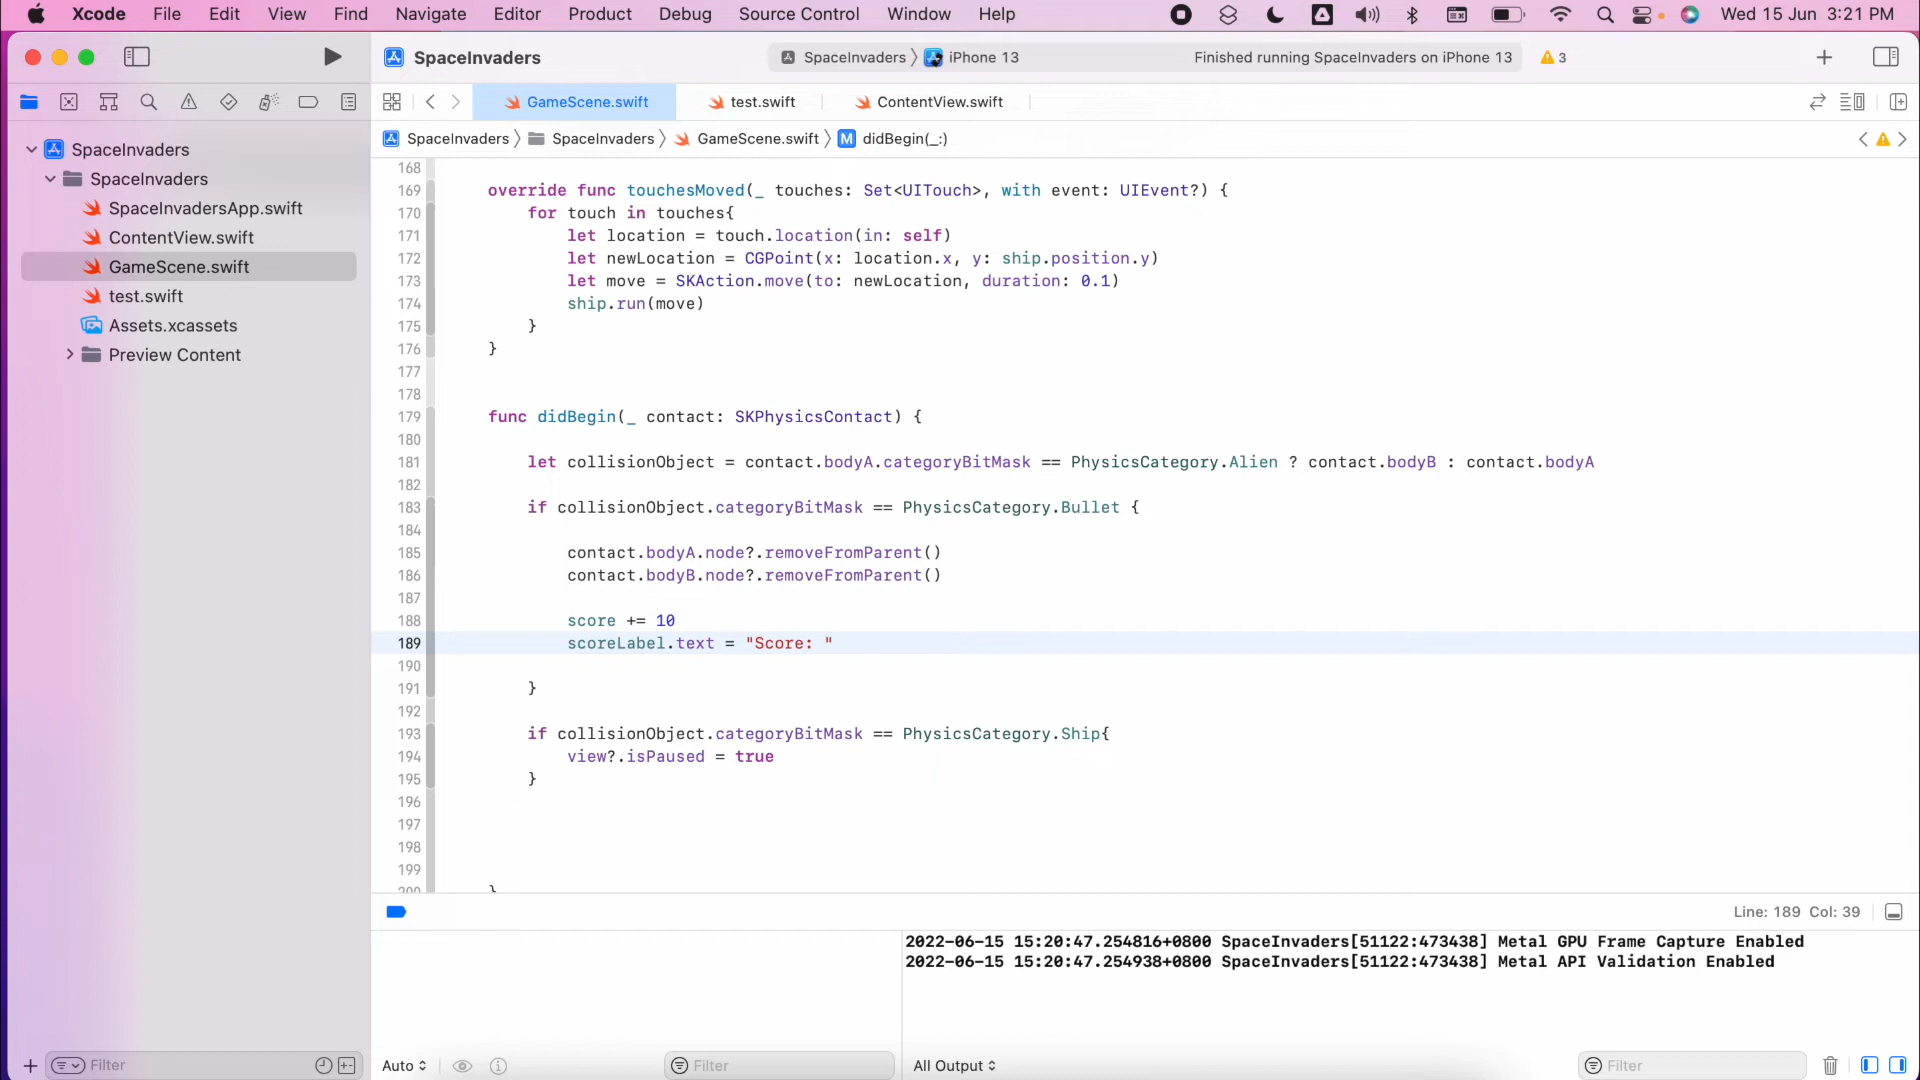 Xcode File Edit View Find Navigate Editor Product Debug Source Control Window Help Wed 15 Jun 3:21 PM
SpaceInvaders SpaceInvaders iPhone 13 Finished running SpaceInvaders on iPhone 13 3
GameScene.swift test.swift ContentView.swift
SpaceInvaders SpaceInvaders GameScene.swift M didBegin(_:)
SpaceInvaders
SpaceInvaders
SpaceInvadersApp.swift
ContentView.swift
GameScene.swift
test.swift
Assets.xcassets
Preview Content
168
169 override func touchesMoved(_ touches: Set<UITouch>, with event: UIEvent?) {
170 for touch in touches{
171 let location = touch.location(in: self)
172 let newLocation = CGPoint(x: location.x, y: ship.position.y)
173 let move = SKAction.move(to: newLocation, duration: 0.1)
174 ship.run(move)
175 }
176 }
177
178
179 func didBegin(_ contact: SKPhysicsContact) {
180
181 let collisionObject = contact.bodyA.categoryBitMask == PhysicsCategory.Alien ? contact.bodyB : contact.bodyA
182
183 if collisionObject.categoryBitMask == PhysicsCategory.Bullet {
184
185 contact.bodyA.node?.removeFromParent()
186 contact.bodyB.node?.removeFromParent()
187
188 score += 10
189 scoreLabel.text = "Score: "
190
191 }
192
193 if collisionObject.categoryBitMask == PhysicsCategory.Ship{
194 view?.isPaused = true
195 }
196
197
198
199
200 }
Line: 189 Col: 39
2022-06-15 15:20:47.254816+0800 SpaceInvaders[51122:473438] Metal GPU Frame Capture Enabled
2022-06-15 15:20:47.254938+0800 SpaceInvaders[51122:473438] Metal API Validation Enabled
Filter Auto Filter All Output Filter